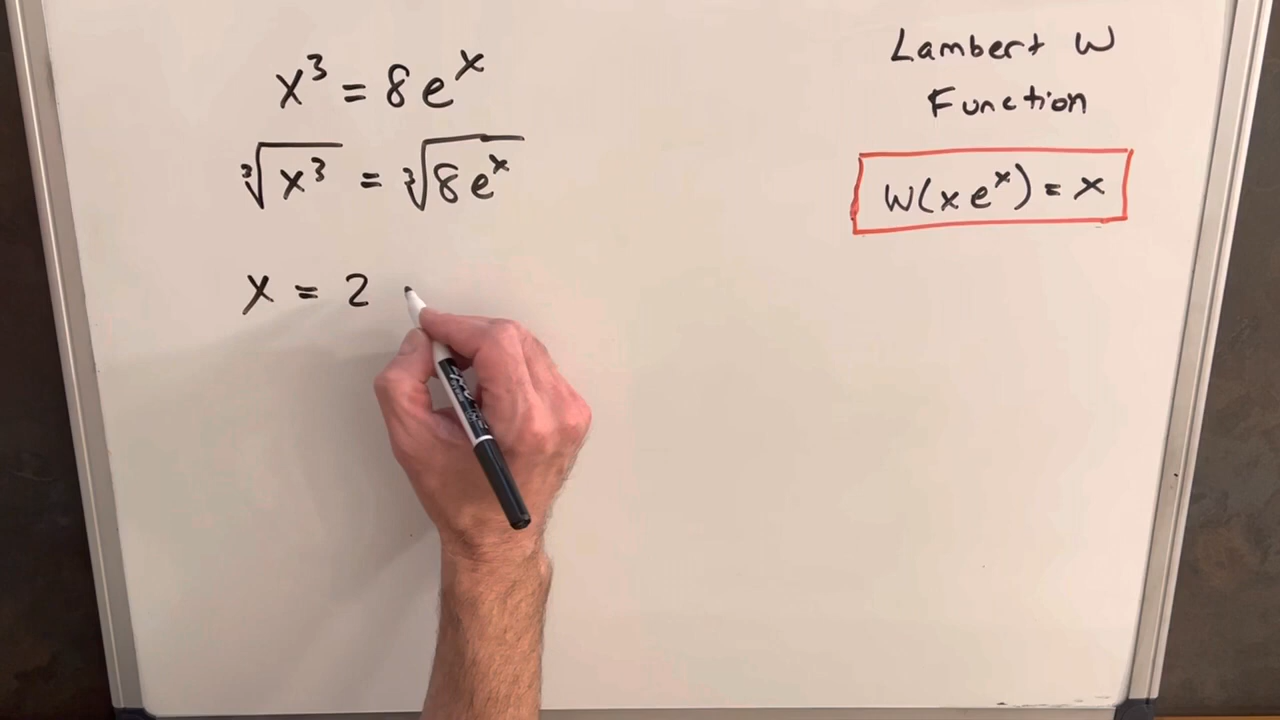 x³ = 8eˣ
∛x³ = ∛8eˣ
x = 2
Lambert W
Function
W(xeˣ) = x